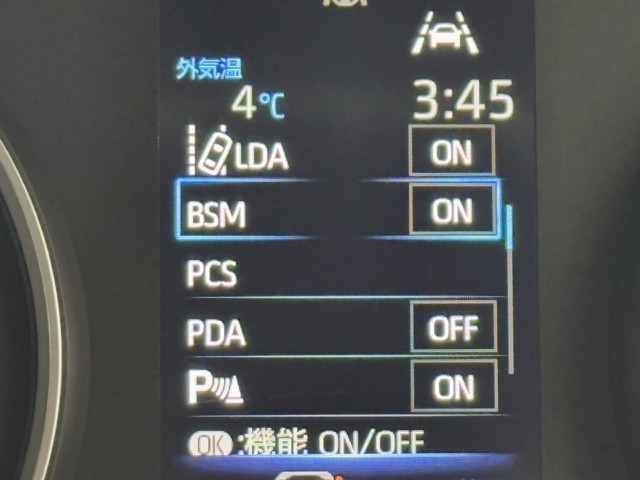 外気温
4℃ 3:45
LDA ON
BSM ON
PCS
PDA OFF
P ON
OK:機能 ON/OFF